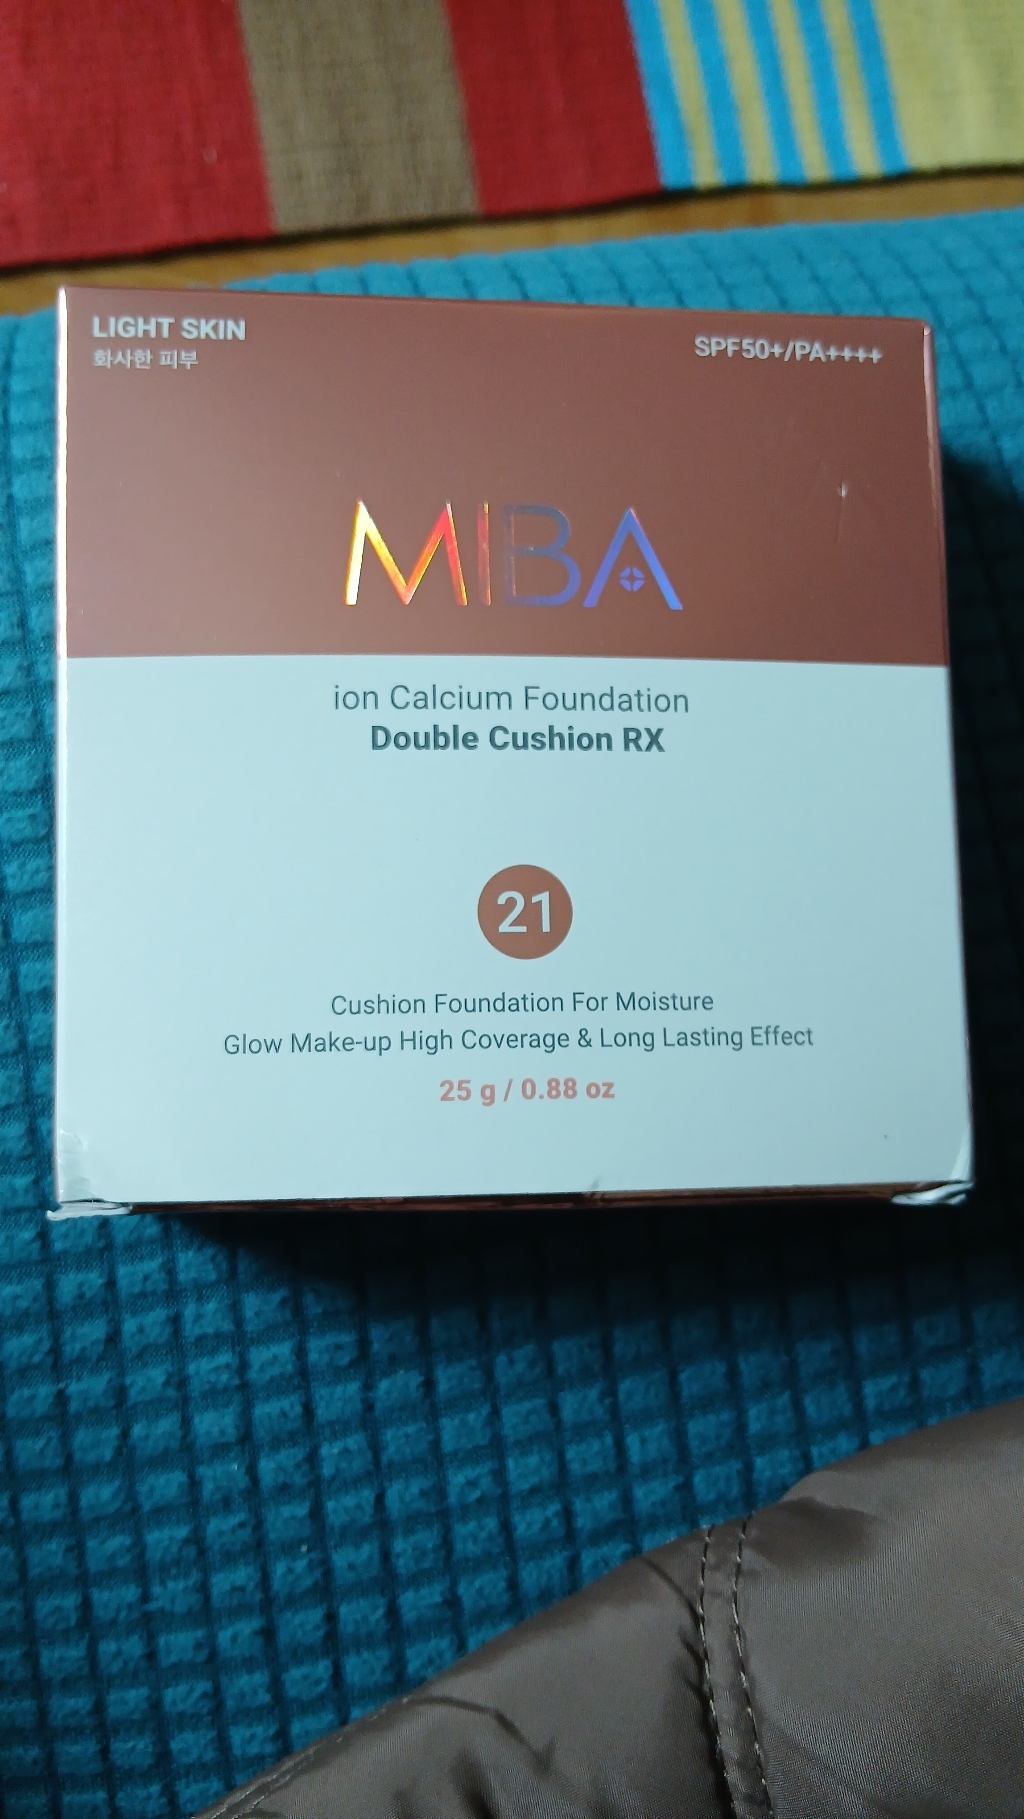 LIGHT SKIN
화사한 피부
SPF50+/PA++++
MIBA
ion Calcium Foundation
Double Cushion RX
21
Cushion Foundation For Moisture
Glow Make-up High Coverage & Long Lasting Effect
25 g / 0.88 oz